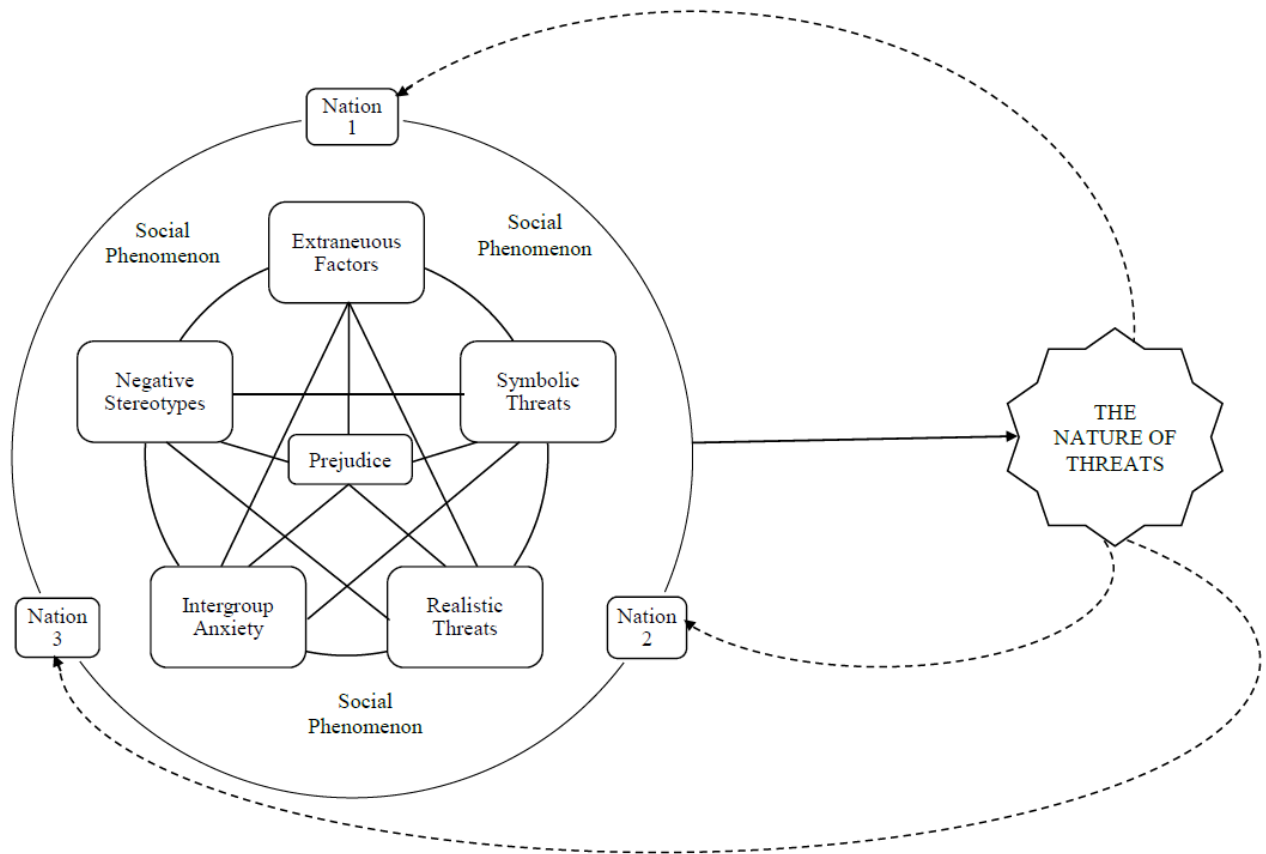 Nation
1
Social
Phenomenon
Social
Phenomenon
Extraneuous
Factors
Negative
Stereotypes
Symbolic
Threats
Prejudice
THE
NATURE OF
THREATS
Intergroup
Anxiety
Realistic
Threats
Nation
3
Nation
2
Social
Phenomenon